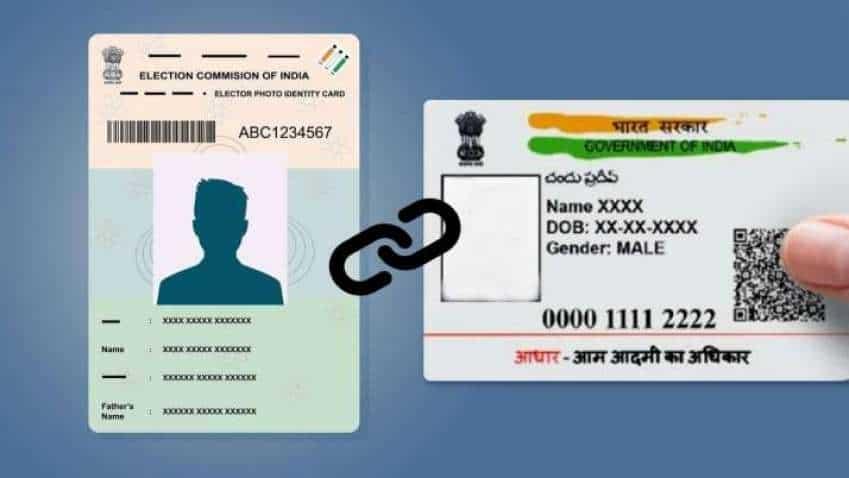 ELECTION COMMISION OF INDIA
ELECTOR PHOTO IDENTITY CARD
ABC1234567
: XXXX XXXXX XXXXXXX
Name : XXXX XXXXX XXXXXXX
: XXXXXX XXXXX XXXXXX
Father's
Name : XXXXXX XXXXX XXXXXX
भारत सरकार
GOVERNMENT OF INDIA
చందు ప్రదీప్
Name XXXX
DOB: XX-XX-XXXX
Gender: MALE
0000 1111 2222
आधार - आम आदमी का अधिकार